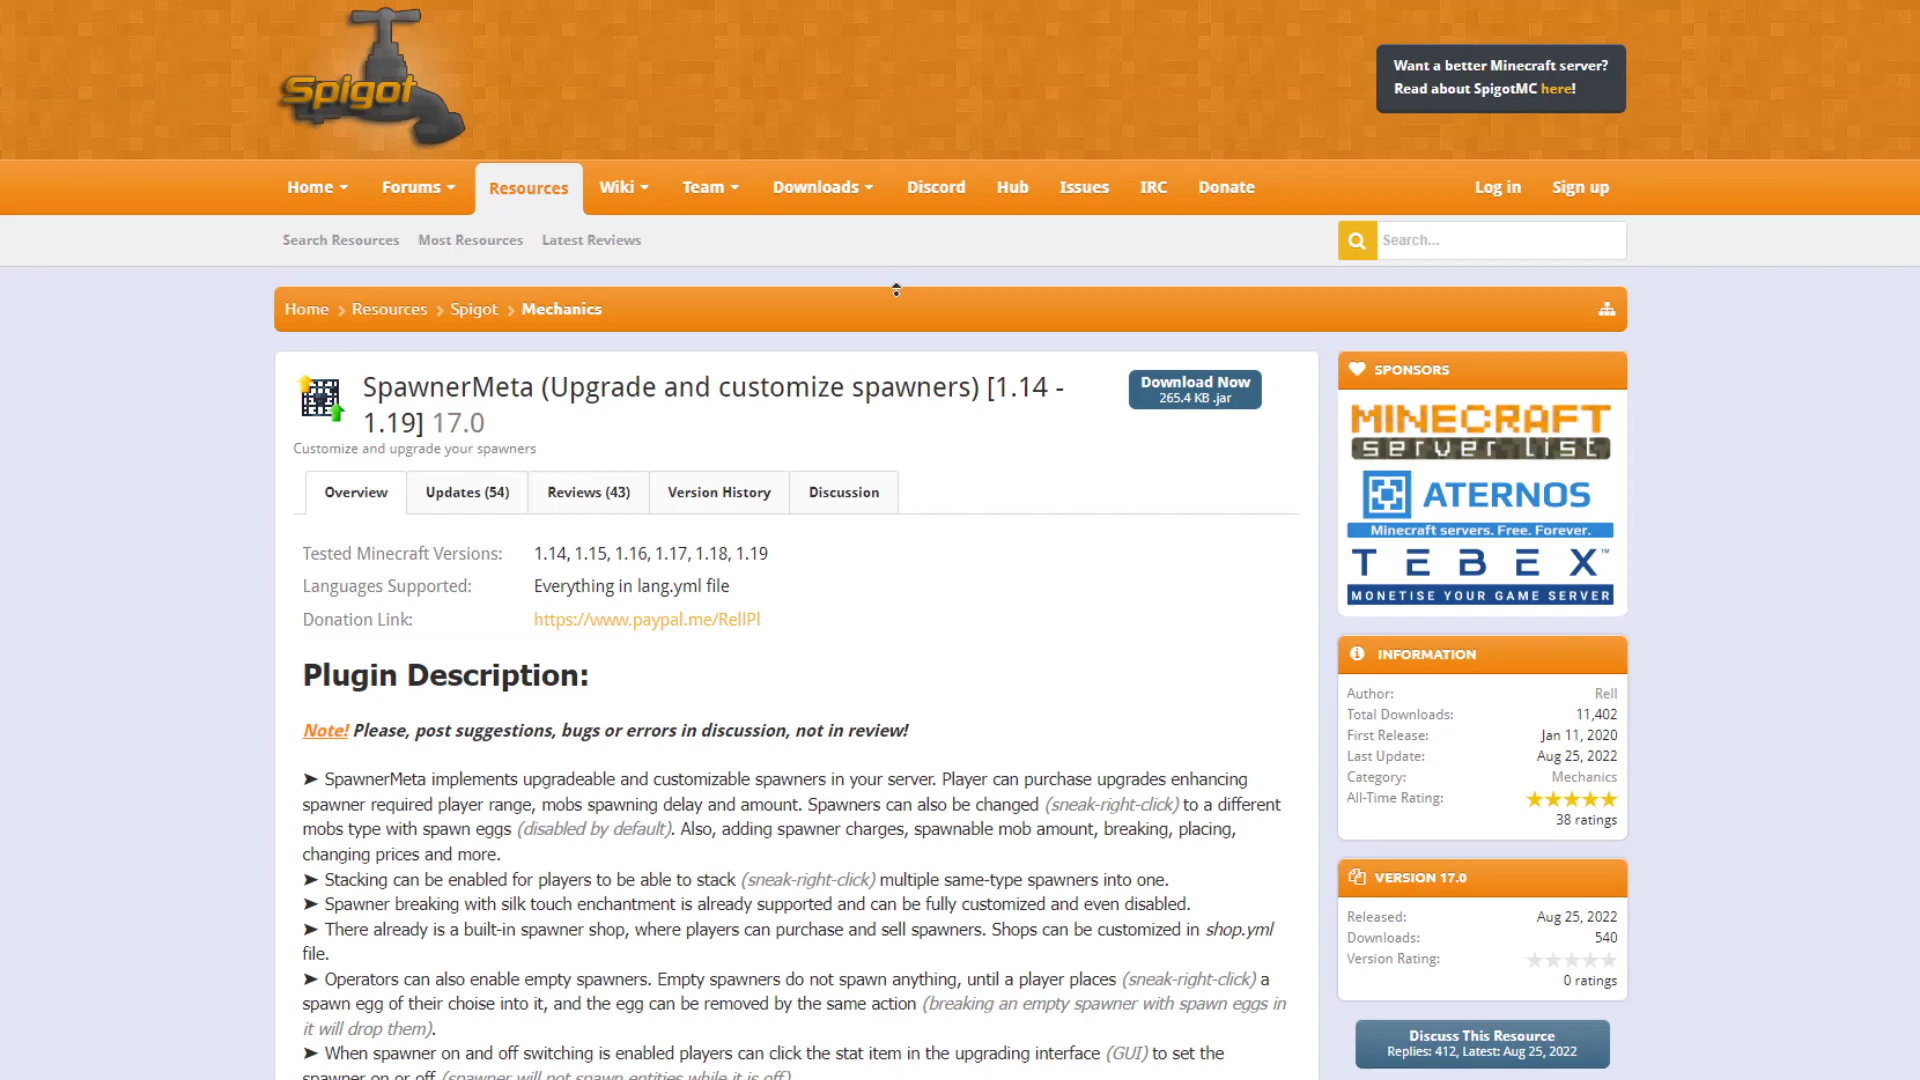 Spigot
Want a better Minecraft server?
Read about SpigotMC here!
Home
Forums
Resources
Wiki
Team
Downloads
Discord
Hub
Issues
IRC
Donate
Log in
Sign up
Search Resources
Most Resources
Latest Reviews
Search...
Home
Resources
Spigot
Mechanics
SpawnerMeta (Upgrade and customize spawners) [1.14 -
1.19] 17.0
Customize and upgrade your spawners
Download Now
265.4 KB .jar
Overview
Updates (54)
Reviews (43)
Version History
Discussion
Tested Minecraft Versions: 1.14, 1.15, 1.16, 1.17, 1.18, 1.19
Languages Supported: Everything in lang.yml file
Donation Link: https://www.paypal.me/RellPl
Plugin Description:
Note! Please, post suggestions, bugs or errors in discussion, not in review!
➤ SpawnerMeta implements upgradeable and customizable spawners in your server. Player can purchase upgrades enhancing
spawner required player range, mobs spawning delay and amount. Spawners can also be changed (sneak-right-click) to a different
mobs type with spawn eggs (disabled by default). Also, adding spawner charges, spawnable mob amount, breaking, placing,
changing prices and more.
➤ Stacking can be enabled for players to be able to stack (sneak-right-click) multiple same-type spawners into one.
➤ Spawner breaking with silk touch enchantment is already supported and can be fully customized and even disabled.
➤ There already is a built-in spawner shop, where players can purchase and sell spawners. Shops can be customized in shop.yml
file.
➤ Operators can also enable empty spawners. Empty spawners do not spawn anything, until a player places (sneak-right-click) a
spawn egg of their choise into it, and the egg can be removed by the same action (breaking an empty spawner with spawn eggs in
it will drop them).
➤ When spawner on and off switching is enabled players can click the stat item in the upgrading interface (GUI) to set the
spawner on or off (spawner will not spawn entities while it is off)
SPONSORS
MINECRAFT
server list
ATERNOS
Minecraft servers. Free. Forever.
TEBEX™
MONETISE YOUR GAME SERVER
INFORMATION
Author: Rell
Total Downloads: 11,402
First Release: Jan 11, 2020
Last Update: Aug 25, 2022
Category: Mechanics
All-Time Rating:
38 ratings
VERSION 17.0
Released: Aug 25, 2022
Downloads: 540
Version Rating:
0 ratings
Discuss This Resource
Replies: 412, Latest: Aug 25, 2022